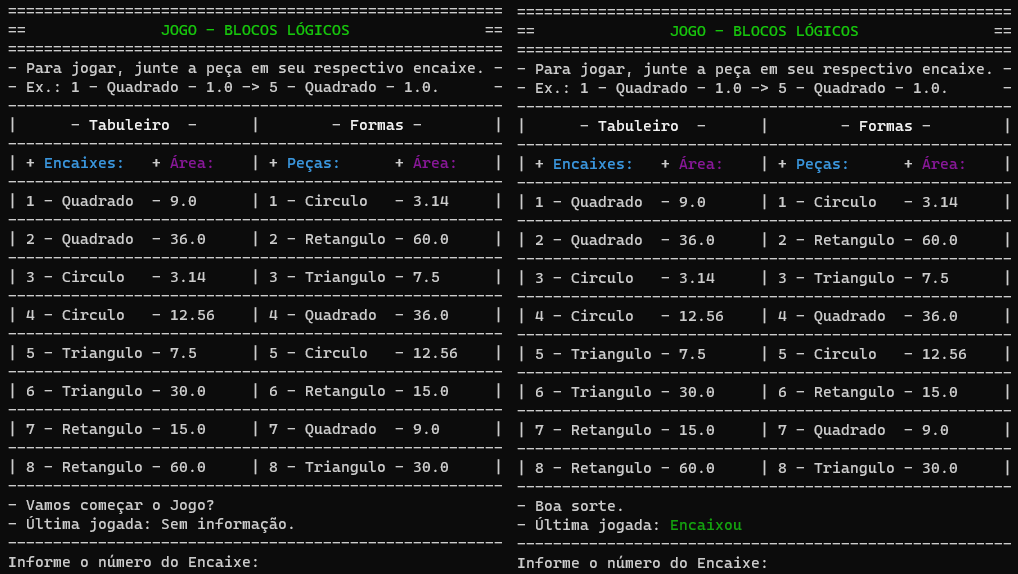 =======================================================
==               JOGO - BLOCOS LÓGICOS               ==
=======================================================
- Para jogar, junte a peça em seu respectivo encaixe. -
- Ex.: 1 - Quadrado - 1.0 -> 5 - Quadrado - 1.0.      -
-------------------------------------------------------
|      - Tabuleiro  -      |        - Formas -        |
-------------------------------------------------------
| + Encaixes:   + Área:    | + Peças:      + Área:    |
-------------------------------------------------------
| 1 - Quadrado  - 9.0      | 1 - Circulo   - 3.14     |
-------------------------------------------------------
| 2 - Quadrado  - 36.0     | 2 - Retangulo - 60.0     |
-------------------------------------------------------
| 3 - Circulo   - 3.14     | 3 - Triangulo - 7.5      |
-------------------------------------------------------
| 4 - Circulo   - 12.56    | 4 - Quadrado  - 36.0     |
-------------------------------------------------------
| 5 - Triangulo - 7.5      | 5 - Circulo   - 12.56    |
-------------------------------------------------------
| 6 - Triangulo - 30.0     | 6 - Retangulo - 15.0     |
-------------------------------------------------------
| 7 - Retangulo - 15.0     | 7 - Quadrado  - 9.0      |
-------------------------------------------------------
| 8 - Retangulo - 60.0     | 8 - Triangulo - 30.0     |
-------------------------------------------------------
- Vamos começar o Jogo?
- Última jogada: Sem informação.
-------------------------------------------------------
Informe o número do Encaixe:
=======================================================
==               JOGO - BLOCOS LÓGICOS               ==
=======================================================
- Para jogar, junte a peça em seu respectivo encaixe. -
- Ex.: 1 - Quadrado - 1.0 -> 5 - Quadrado - 1.0.      -
-------------------------------------------------------
|      - Tabuleiro  -      |        - Formas -        |
-------------------------------------------------------
| + Encaixes:   + Área:    | + Peças:      + Área:    |
-------------------------------------------------------
| 1 - Quadrado  - 9.0      | 1 - Circulo   - 3.14     |
-------------------------------------------------------
| 2 - Quadrado  - 36.0     | 2 - Retangulo - 60.0     |
-------------------------------------------------------
| 3 - Circulo   - 3.14     | 3 - Triangulo - 7.5      |
-------------------------------------------------------
| 4 - Circulo   - 12.56    | 4 - Quadrado  - 36.0     |
-------------------------------------------------------
| 5 - Triangulo - 7.5      | 5 - Circulo   - 12.56    |
-------------------------------------------------------
| 6 - Triangulo - 30.0     | 6 - Retangulo - 15.0     |
-------------------------------------------------------
| 7 - Retangulo - 15.0     | 7 - Quadrado  - 9.0      |
-------------------------------------------------------
| 8 - Retangulo - 60.0     | 8 - Triangulo - 30.0     |
-------------------------------------------------------
- Boa sorte.
- Última jogada: Encaixou
-------------------------------------------------------
Informe o número do Encaixe: